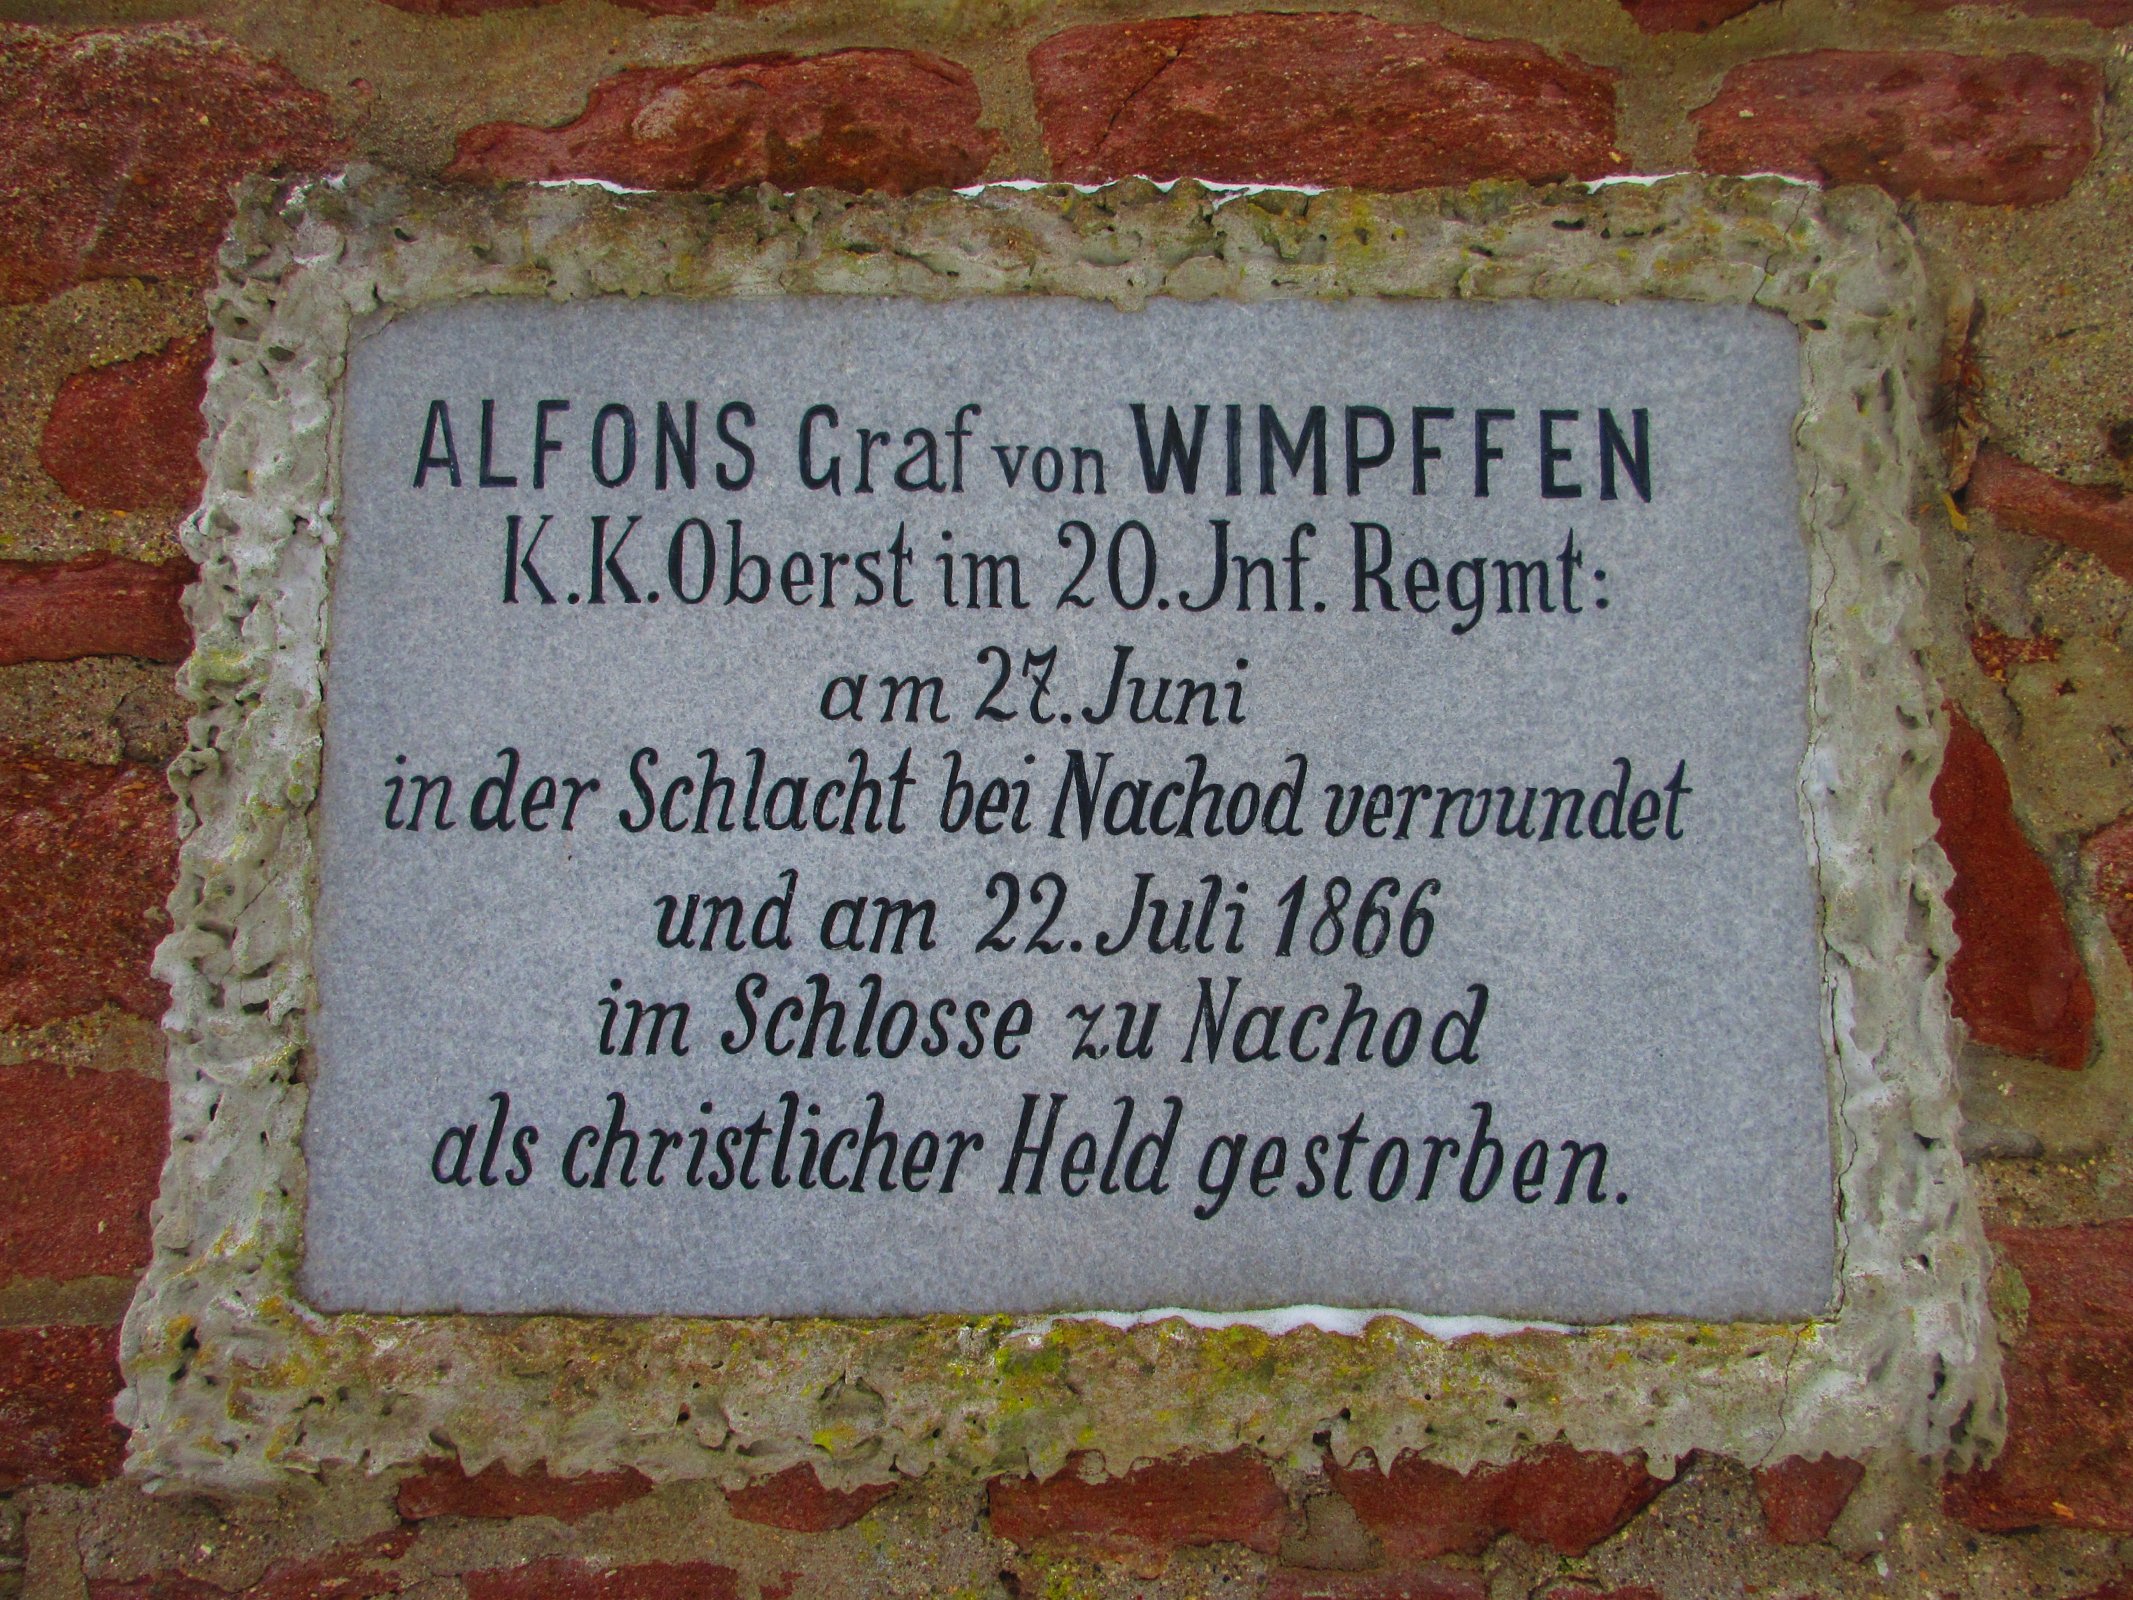 ALFONS Graf von WIMPFFEN
K.K.Oberst im 20. Jnf. Regmt:
am 27. Juni
in der Schlacht bei Nachod verwundet
und am 22. Juli 1866
im Schlosse zu Nachod
als christlicher Held gestorben.